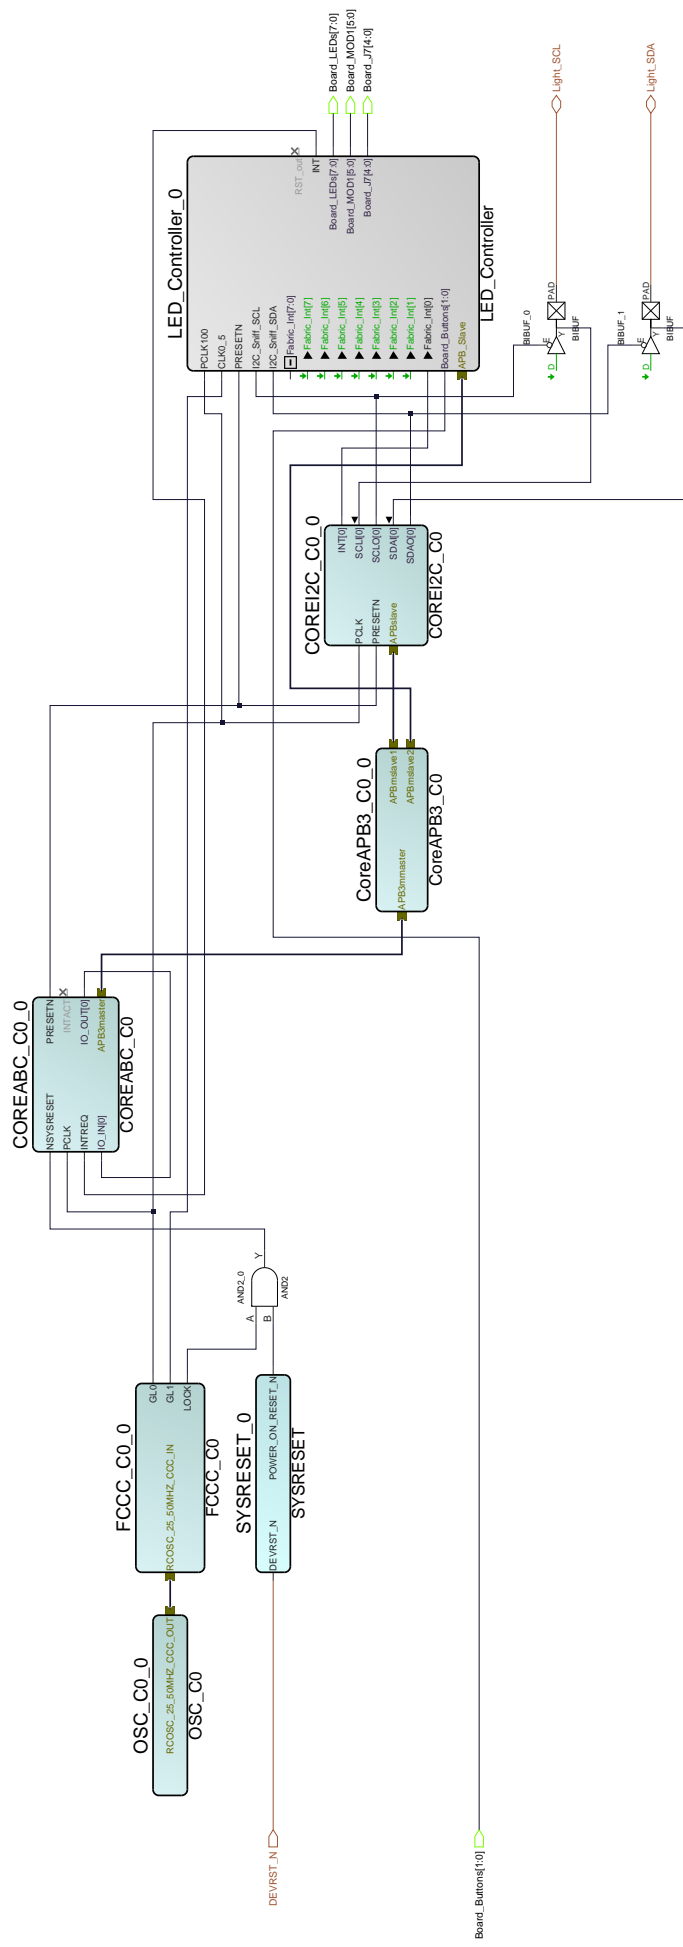 Board_LEDs[7:0]
Board_MOD1[5:0]
Board_J7[4:0]
Light_SCL
Light_SDA
LED_Controller_0
RST_out
INT
Board_LEDs[7:0]
Board_MOD1[5:0]
Board_J7[4:0]
PCLK100
CLK0_5
PRESETN
I2C_Sniff_SCL
I2C_Sniff_SDA
Fabric_Int[7:0]
Fabric_Int[7]
Fabric_Int[6]
Fabric_Int[5]
Fabric_Int[4]
Fabric_Int[3]
Fabric_Int[2]
Fabric_Int[1]
Fabric_Int[0]
Board_Buttons[1:0]
APB_Slave
LED_Controller
BIBUF_0
PAD
E
D
Y
BIBUF
BIBUF_1
PAD
E
D
Y
BIBUF
COREI2C_C0_0
INT[0]
SCLI[0]
SCLO[0]
SDAI[0]
SDAO[0]
PCLK
PRESETN
APBslave
COREI2C_C0
CoreAPB3_C0_0
APBmslave1
APBmslave2
APB3mmaster
CoreAPB3_C0
COREABC_C0_0
PRESETN
INTACT
IO_OUT[0]
APB3master
NSYSRESET
PCLK
INTREQ
IO_IN[0]
COREABC_C0
AND2_0
Y
A
B
AND2
FCCC_C0_0
GL0
GL1
LOCK
RCOSC_25_50MHZ_CCC_IN
FCCC_C0
SYSRESET_0
POWER_ON_RESET_N
DEVRST_N
SYSRESET
OSC_C0_0
RCOSC_25_50MHZ_CCC_OUT
OSC_C0
DEVRST_N
Board_Buttons[1:0]